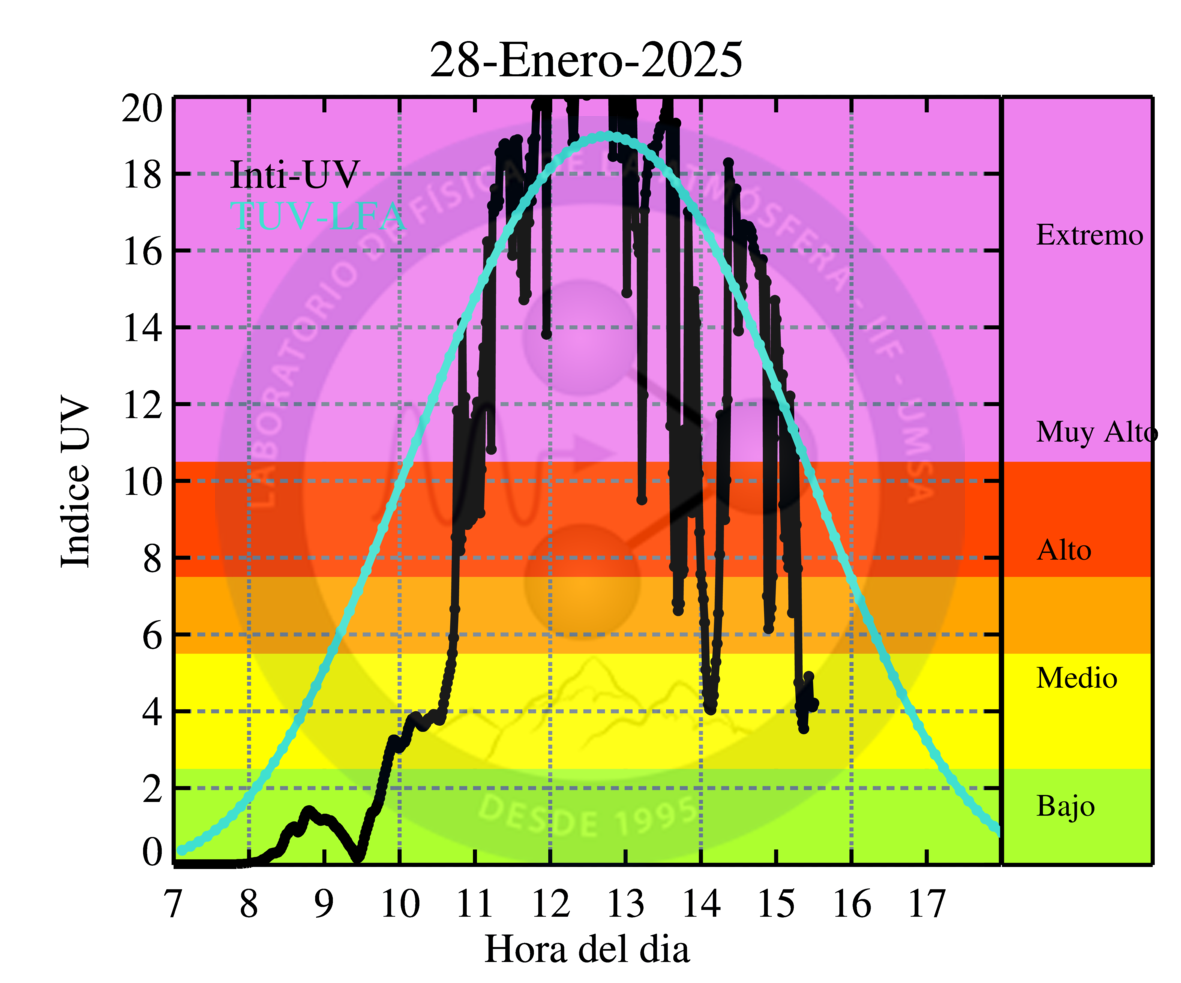 28-Enero-2025
Indice UV
20
18
16
14
12
10
8
6
4
2
0
Inti-UV
TUV-LFA
LABORATORIO DE FÍSICA DE LA ATMÓSFERA - IIF - UMSA
DESDE 1995
Extremo
Muy Alto
Alto
Medio
Bajo
7 8 9 10 11 12 13 14 15 16 17
Hora del dia